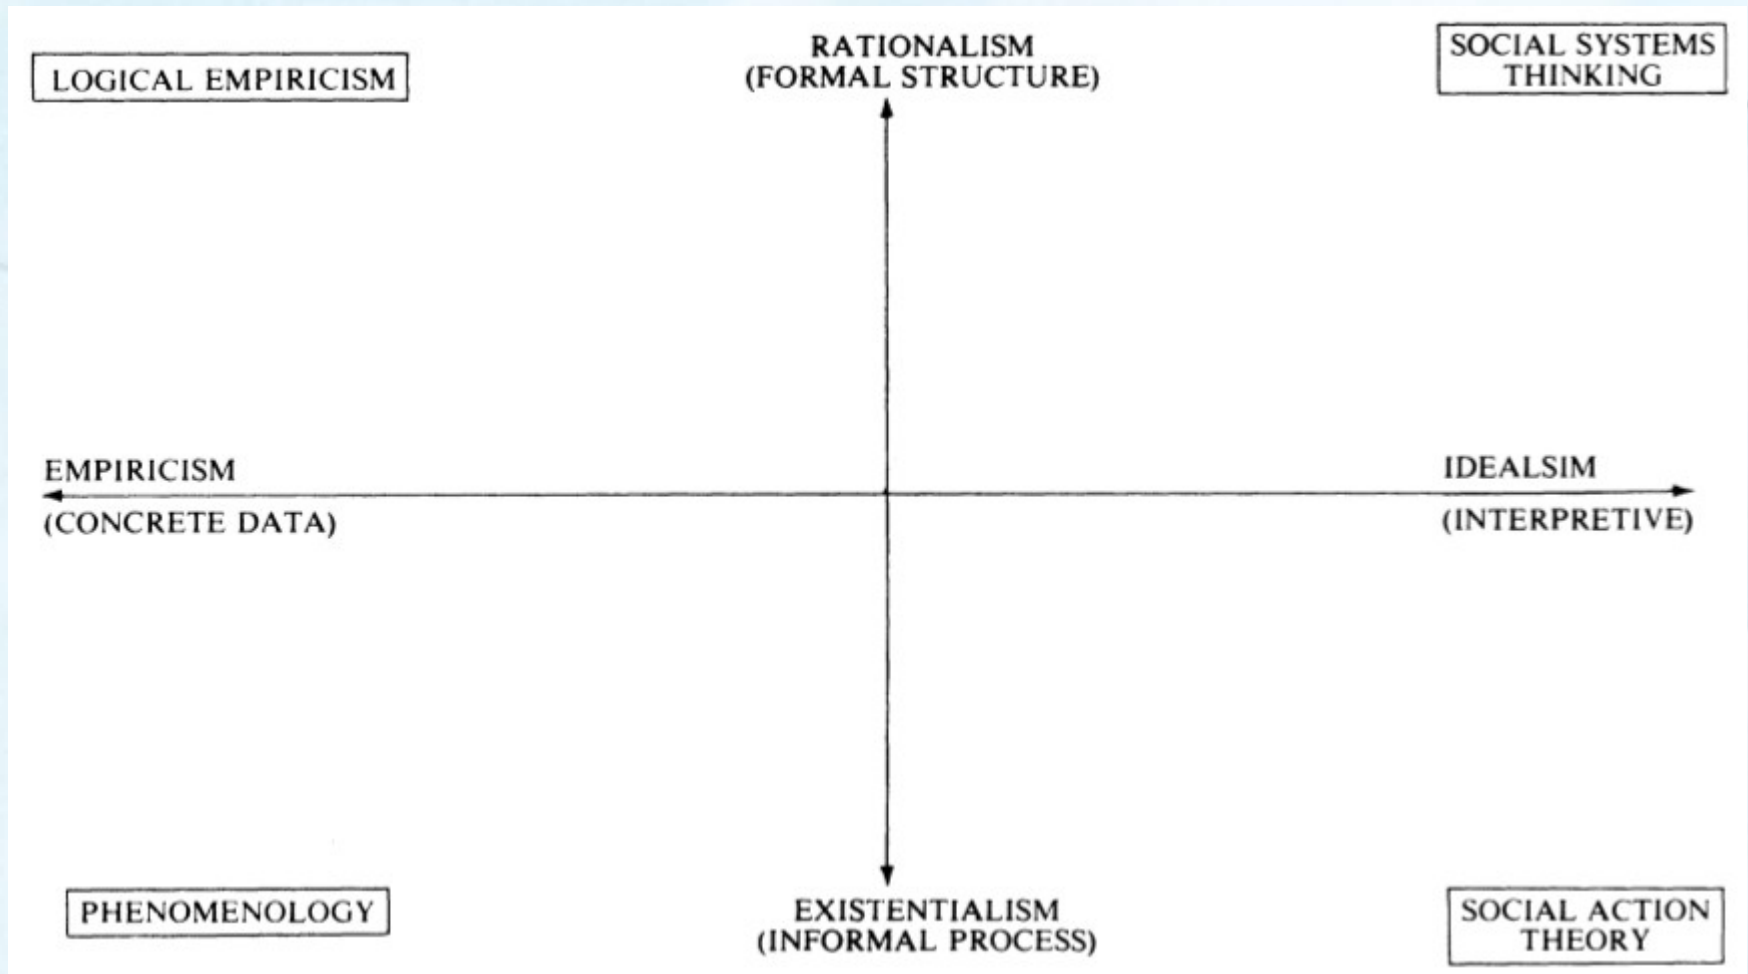 LOGICAL EMPIRICISM
RATIONALISM
(FORMAL STRUCTURE)
SOCIAL SYSTEMS
THINKING
EMPIRICISM
(CONCRETE DATA)
IDEALSIM
(INTERPRETIVE)
PHENOMENOLOGY
EXISTENTIALISM
(INFORMAL PROCESS)
SOCIAL ACTION
THEORY